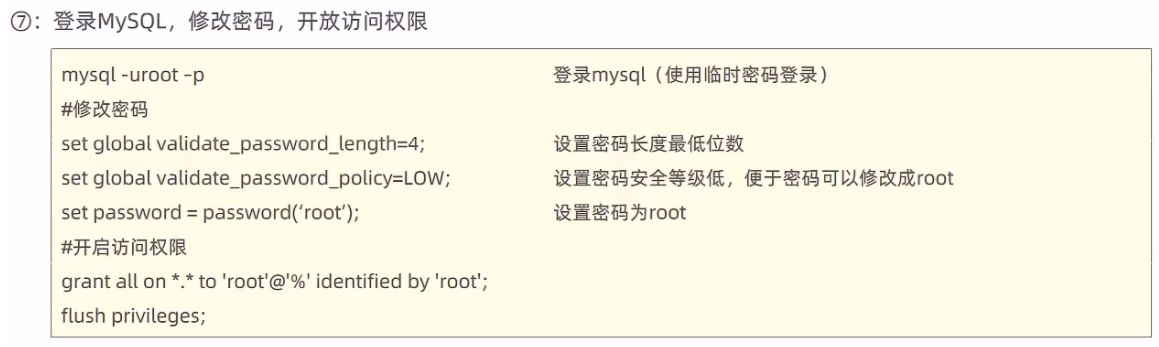 ⑦：登录MySQL，修改密码，开放访问权限
mysql -uroot –p 登录mysql（使用临时密码登录）
#修改密码
set global validate_password_length=4; 设置密码长度最低位数
set global validate_password_policy=LOW; 设置密码安全等级低，便于密码可以修改成root
set password = password(‘root’); 设置密码为root
#开启访问权限
grant all on *.* to 'root'@'%' identified by 'root';
flush privileges;